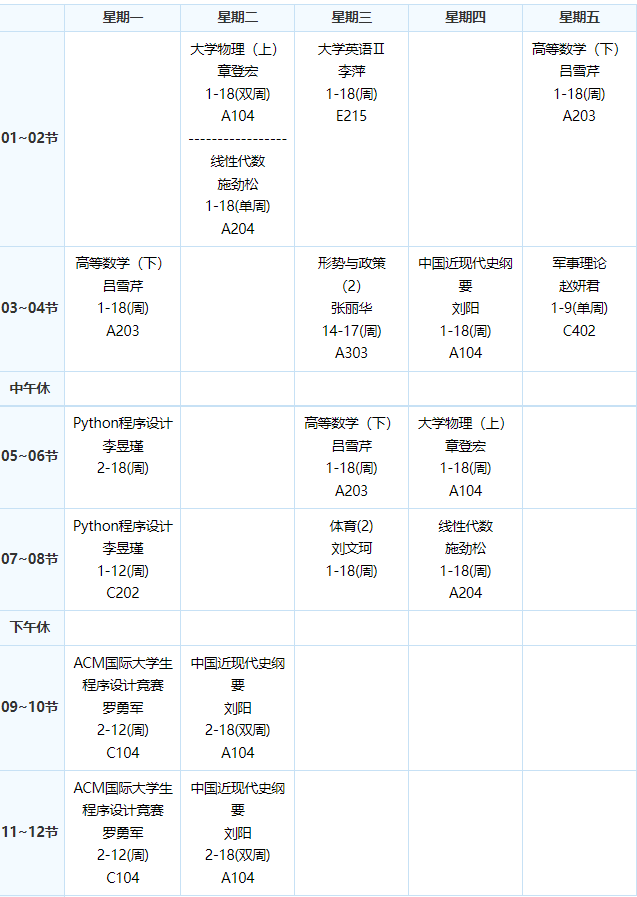 星期一
星期二
星期三
星期四
星期五
01~02节
大学物理（上）
章登宏
1-18(双周)
A104
-----------------
线性代数
施劲松
1-18(单周)
A204
大学英语Ⅱ
李萍
1-18(周)
E215
高等数学（下）
吕雪芹
1-18(周)
A203
03~04节
高等数学（下）
吕雪芹
1-18(周)
A203
形势与政策
（2）
张丽华
14-17(周)
A303
中国近现代史纲
要
刘阳
1-18(周)
A104
军事理论
赵妍君
1-9(单周)
C402
中午休
05~06节
Python程序设计
李昱瑾
2-18(周)
高等数学（下）
吕雪芹
1-18(周)
A203
大学物理（上）
章登宏
1-18(周)
A104
07~08节
Python程序设计
李昱瑾
1-12(周)
C202
体育(2)
刘文珂
1-18(周)
线性代数
施劲松
1-18(周)
A204
下午休
09~10节
ACM国际大学生
程序设计竞赛
罗勇军
2-12(周)
C104
中国近现代史纲
要
刘阳
2-18(双周)
A104
11~12节
ACM国际大学生
程序设计竞赛
罗勇军
2-12(周)
C104
中国近现代史纲
要
刘阳
2-18(双周)
A104